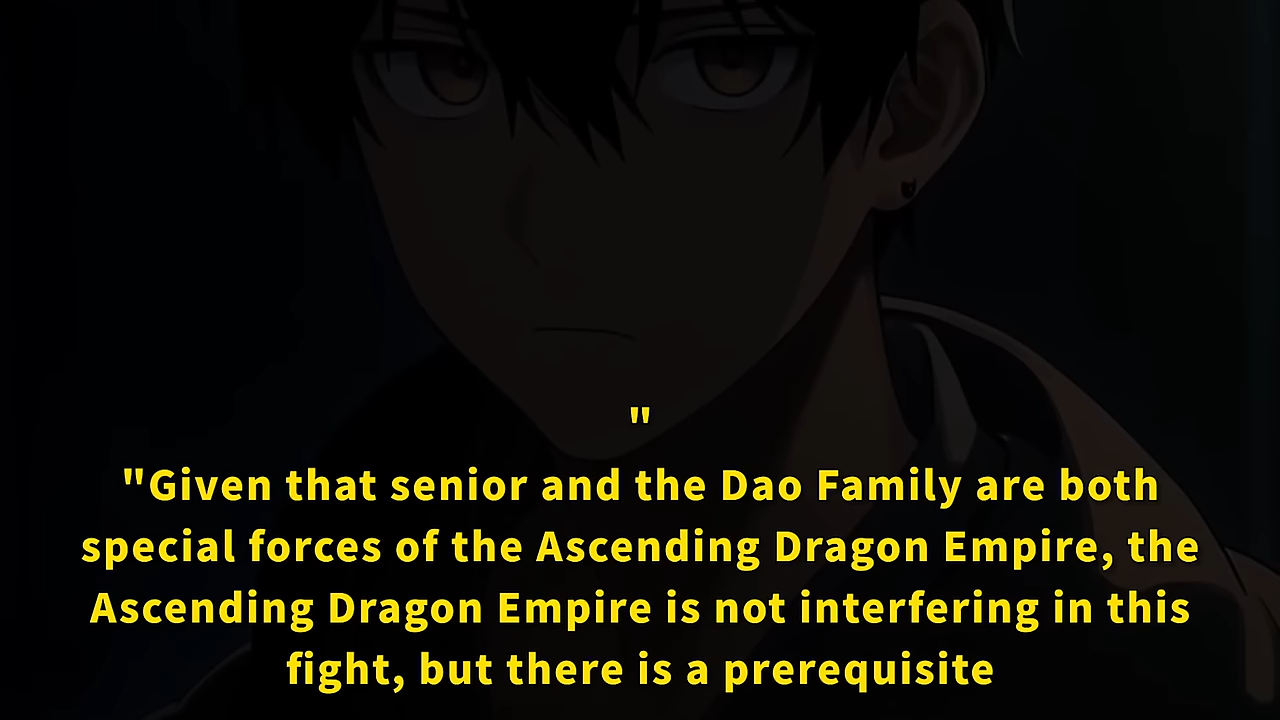 "
"Given that senior and the Dao Family are both
special forces of the Ascending Dragon Empire, the
Ascending Dragon Empire is not interfering in this
fight, but there is a prerequisite